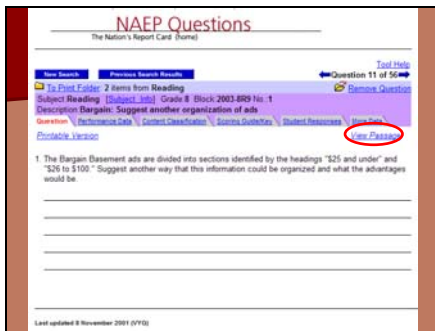 NAEP Questions
The Nation's Report Card (home)
Tool Help
New Search Previous Search Results Question 11 of 56
To Print Folder 2 items from Reading Remove Question
Subject:Reading [Subject Info] Grade:8 Block:2003-8R9 No.:1
Description:Bargain: Suggest another organization of ads
Question Performance Data Content Classification Scoring Guide/Key Student Responses More Data
Printable Version View Passage
1. The Bargain Basement ads are divided into sections identified by the headings "$25 and under" and
"$26 to $100." Suggest another way that this information could be organized and what the advantages
would be.
Last updated 8 November 2001 (VYG)